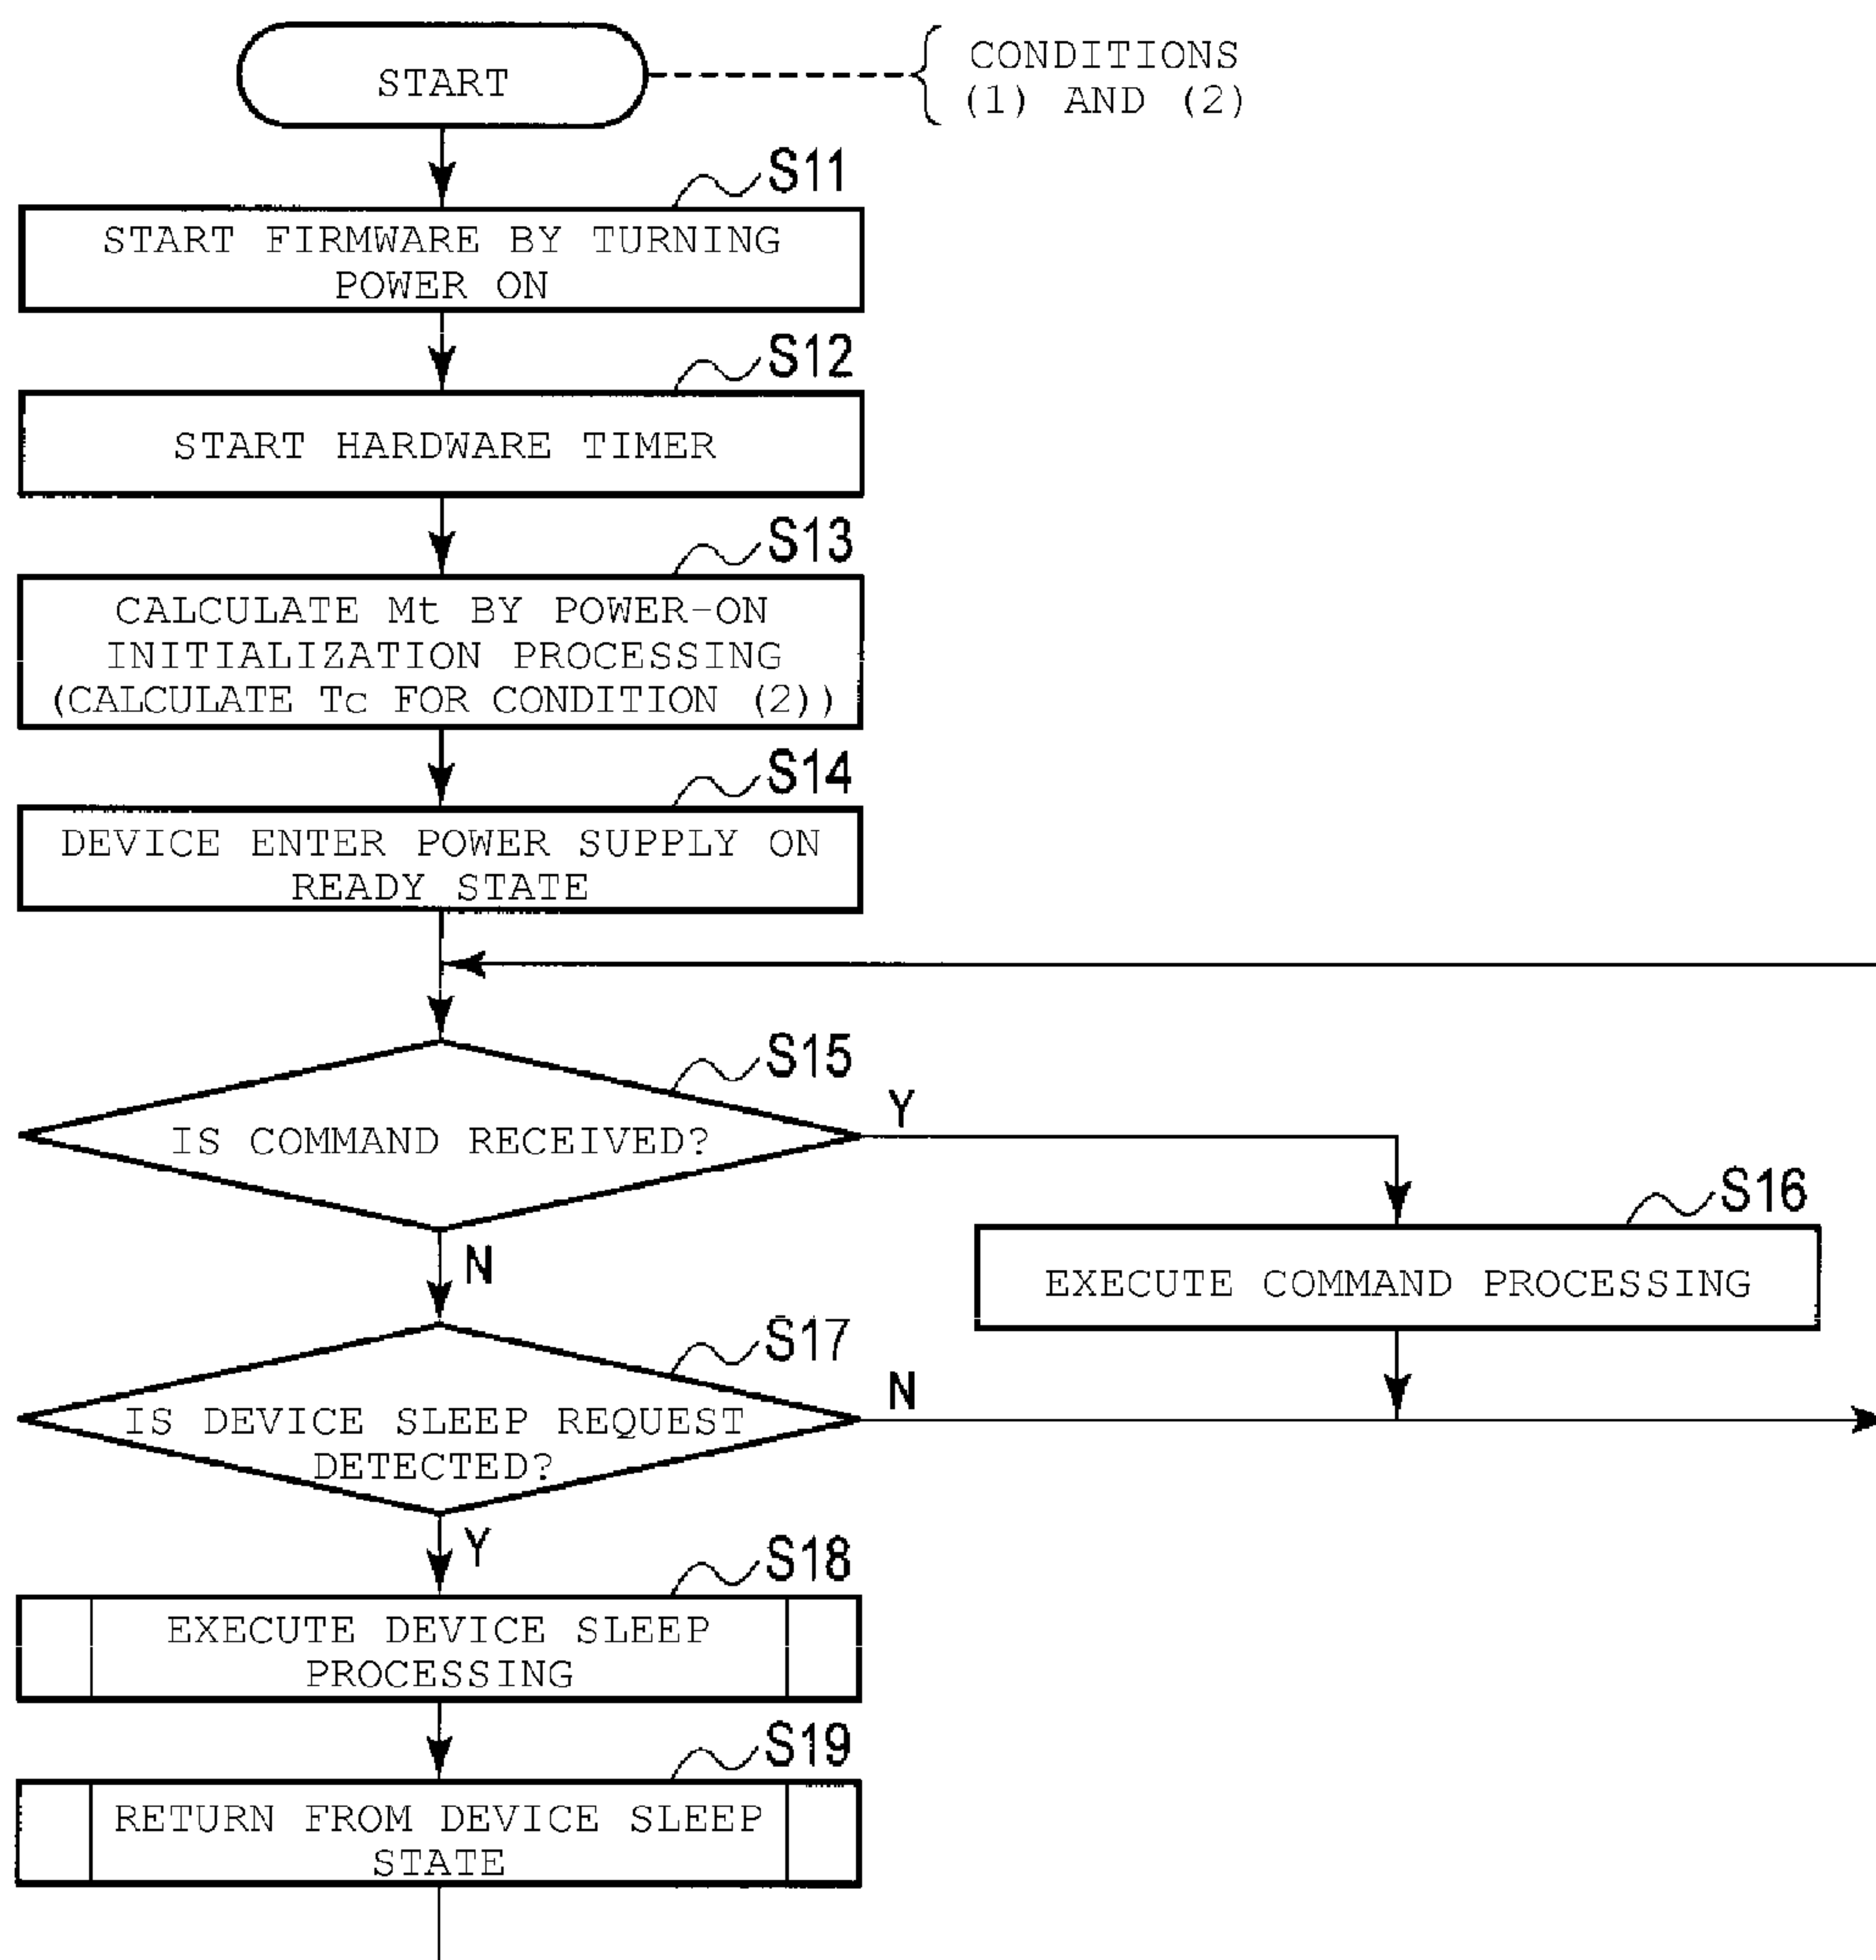 START
CONDITIONS
(1) AND (2)
S11
START FIRMWARE BY TURNING
POWER ON
S12
START HARDWARE TIMER
S13
CALCULATE Mt BY POWER-ON
INITIALIZATION PROCESSING
(CALCULATE Tc FOR CONDITION (2))
S14
DEVICE ENTER POWER SUPPLY ON
READY STATE
S15
IS COMMAND RECEIVED?
Y
N
S16
EXECUTE COMMAND PROCESSING
S17
IS DEVICE SLEEP REQUEST
DETECTED?
N
Y
S18
EXECUTE DEVICE SLEEP
PROCESSING
S19
RETURN FROM DEVICE SLEEP
STATE